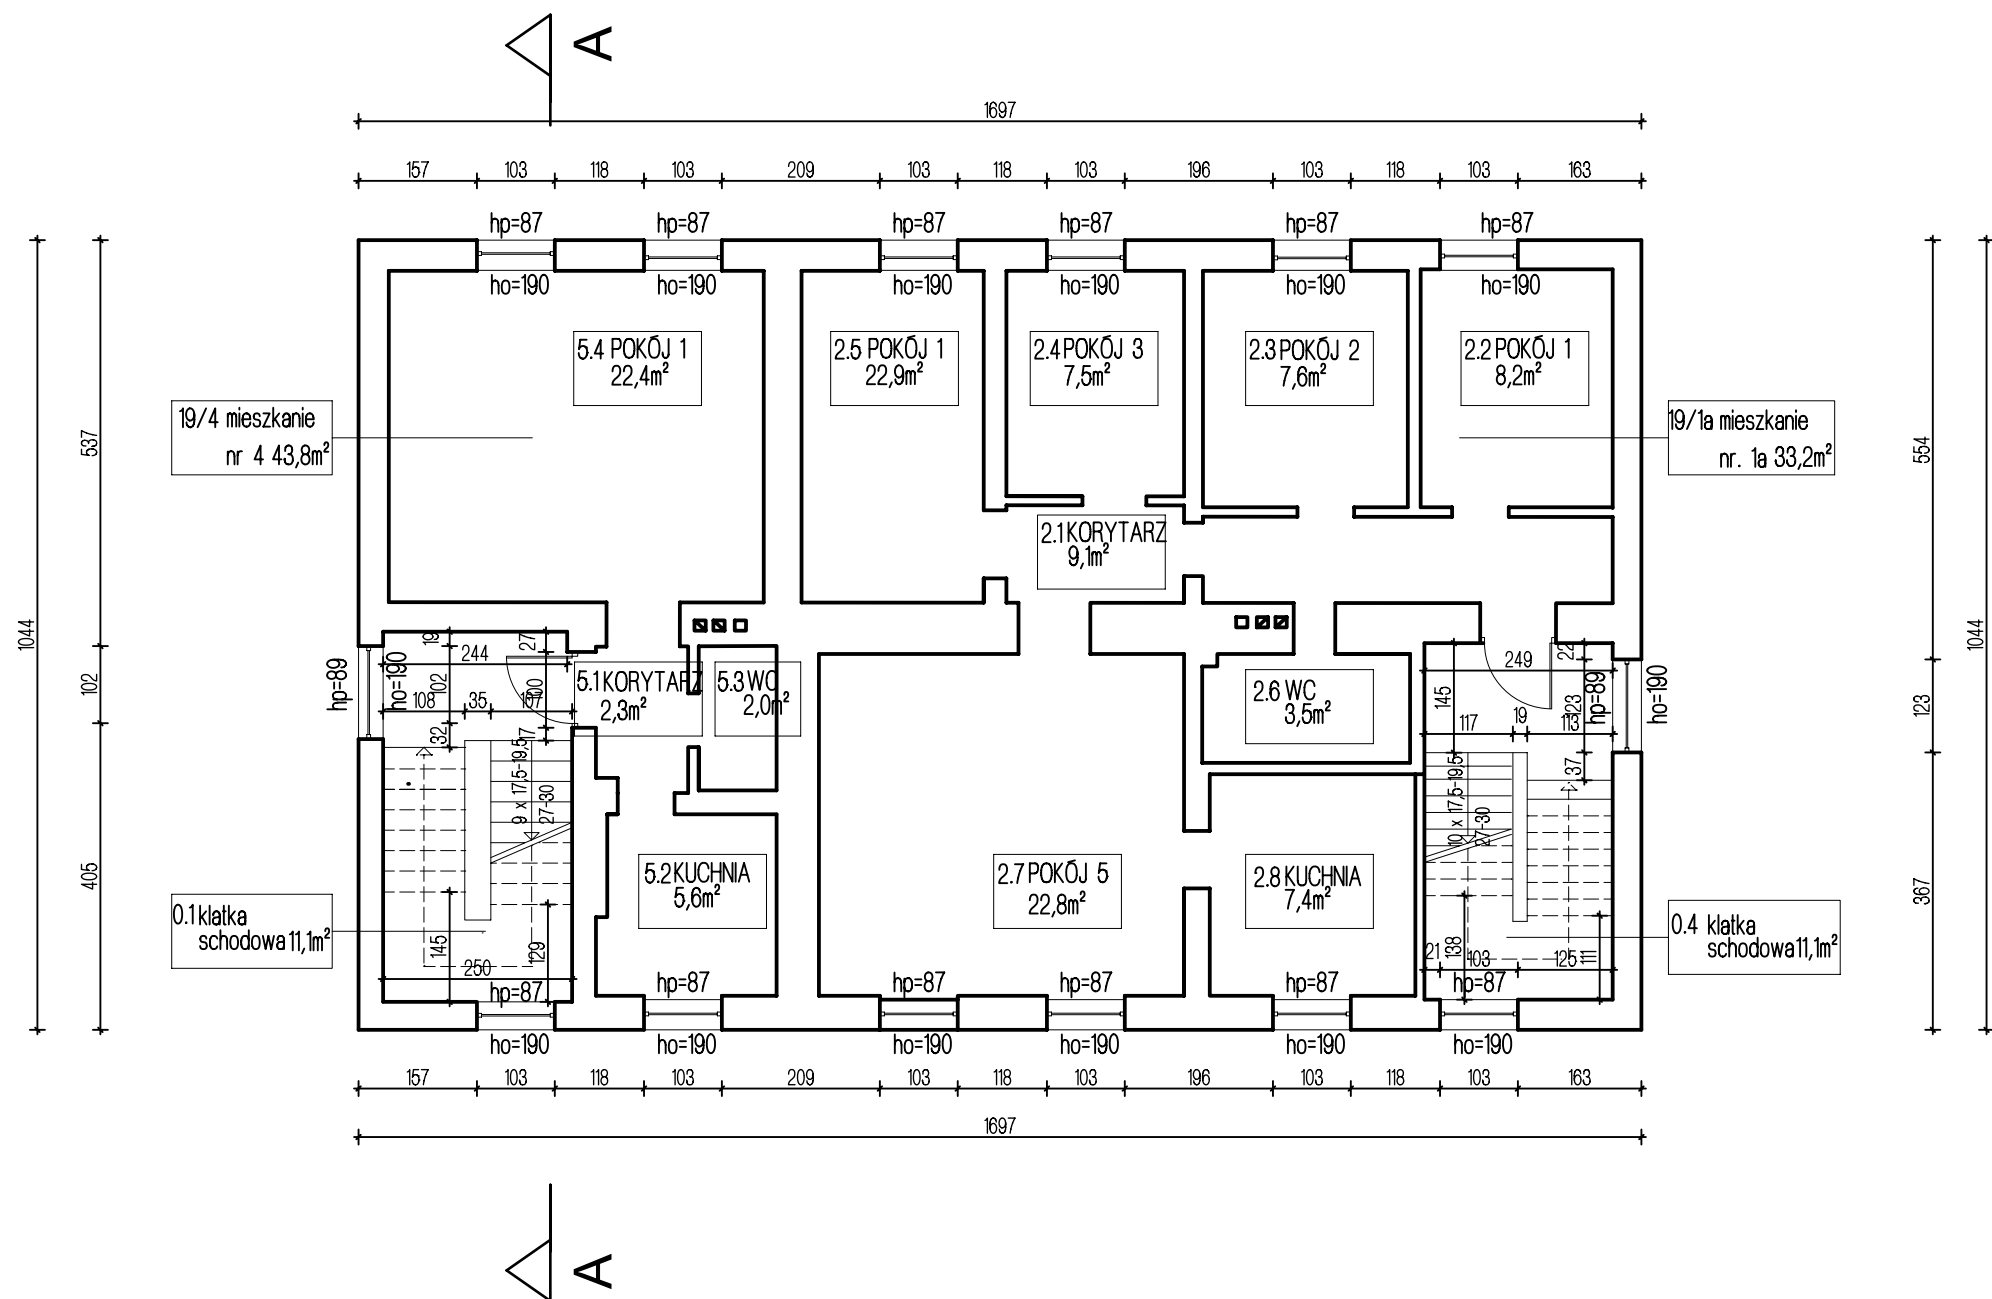 A
1697
157 103 118 103 209 103 118 103 196 103 118 103 163
hp=87 hp=87 hp=87 hp=87 hp=87 hp=87
ho=190 ho=190 ho=190 ho=190 ho=190 ho=190
5.4 POKÓJ 1
22,4m²
2.5 POKÓJ 1
22,9m²
2.4 POKÓJ 3
7,5m²
2.3 POKÓJ 2
7,6m²
2.2 POKÓJ 1
8,2m²
19/4 mieszkanie
nr 4 43,8m²
19/1a mieszkanie
nr. 1a 33,2m²
537
554
1044
1044
102
123
405
367
2.1 KORYTARZ
9,1m²
hp=89
ho=190
19
27
244
102
100
108 35 107
32
17
9 x 17,5-19,5
27-30
145
129
250
5.1 KORYTARZ
2,3m²
5.3 WC
2,0m²
2.6 WC
3,5m²
22
249
145
123
hp=89
ho=190
117 19 113
37
10 x 17,5-19,5
27-30
138
21 103 125
111
5.2 KUCHNIA
5,6m²
2.7 POKÓJ 5
22,8m²
2.8 KUCHNIA
7,4m²
0.1 klatka
schodowa 11,1m²
0.4 klatka
schodowa 11,1m²
hp=87 hp=87 hp=87 hp=87 hp=87 hp=87
ho=190 ho=190 ho=190 ho=190 ho=190 ho=190
157 103 118 103 209 103 118 103 196 103 118 103 163
1697
A